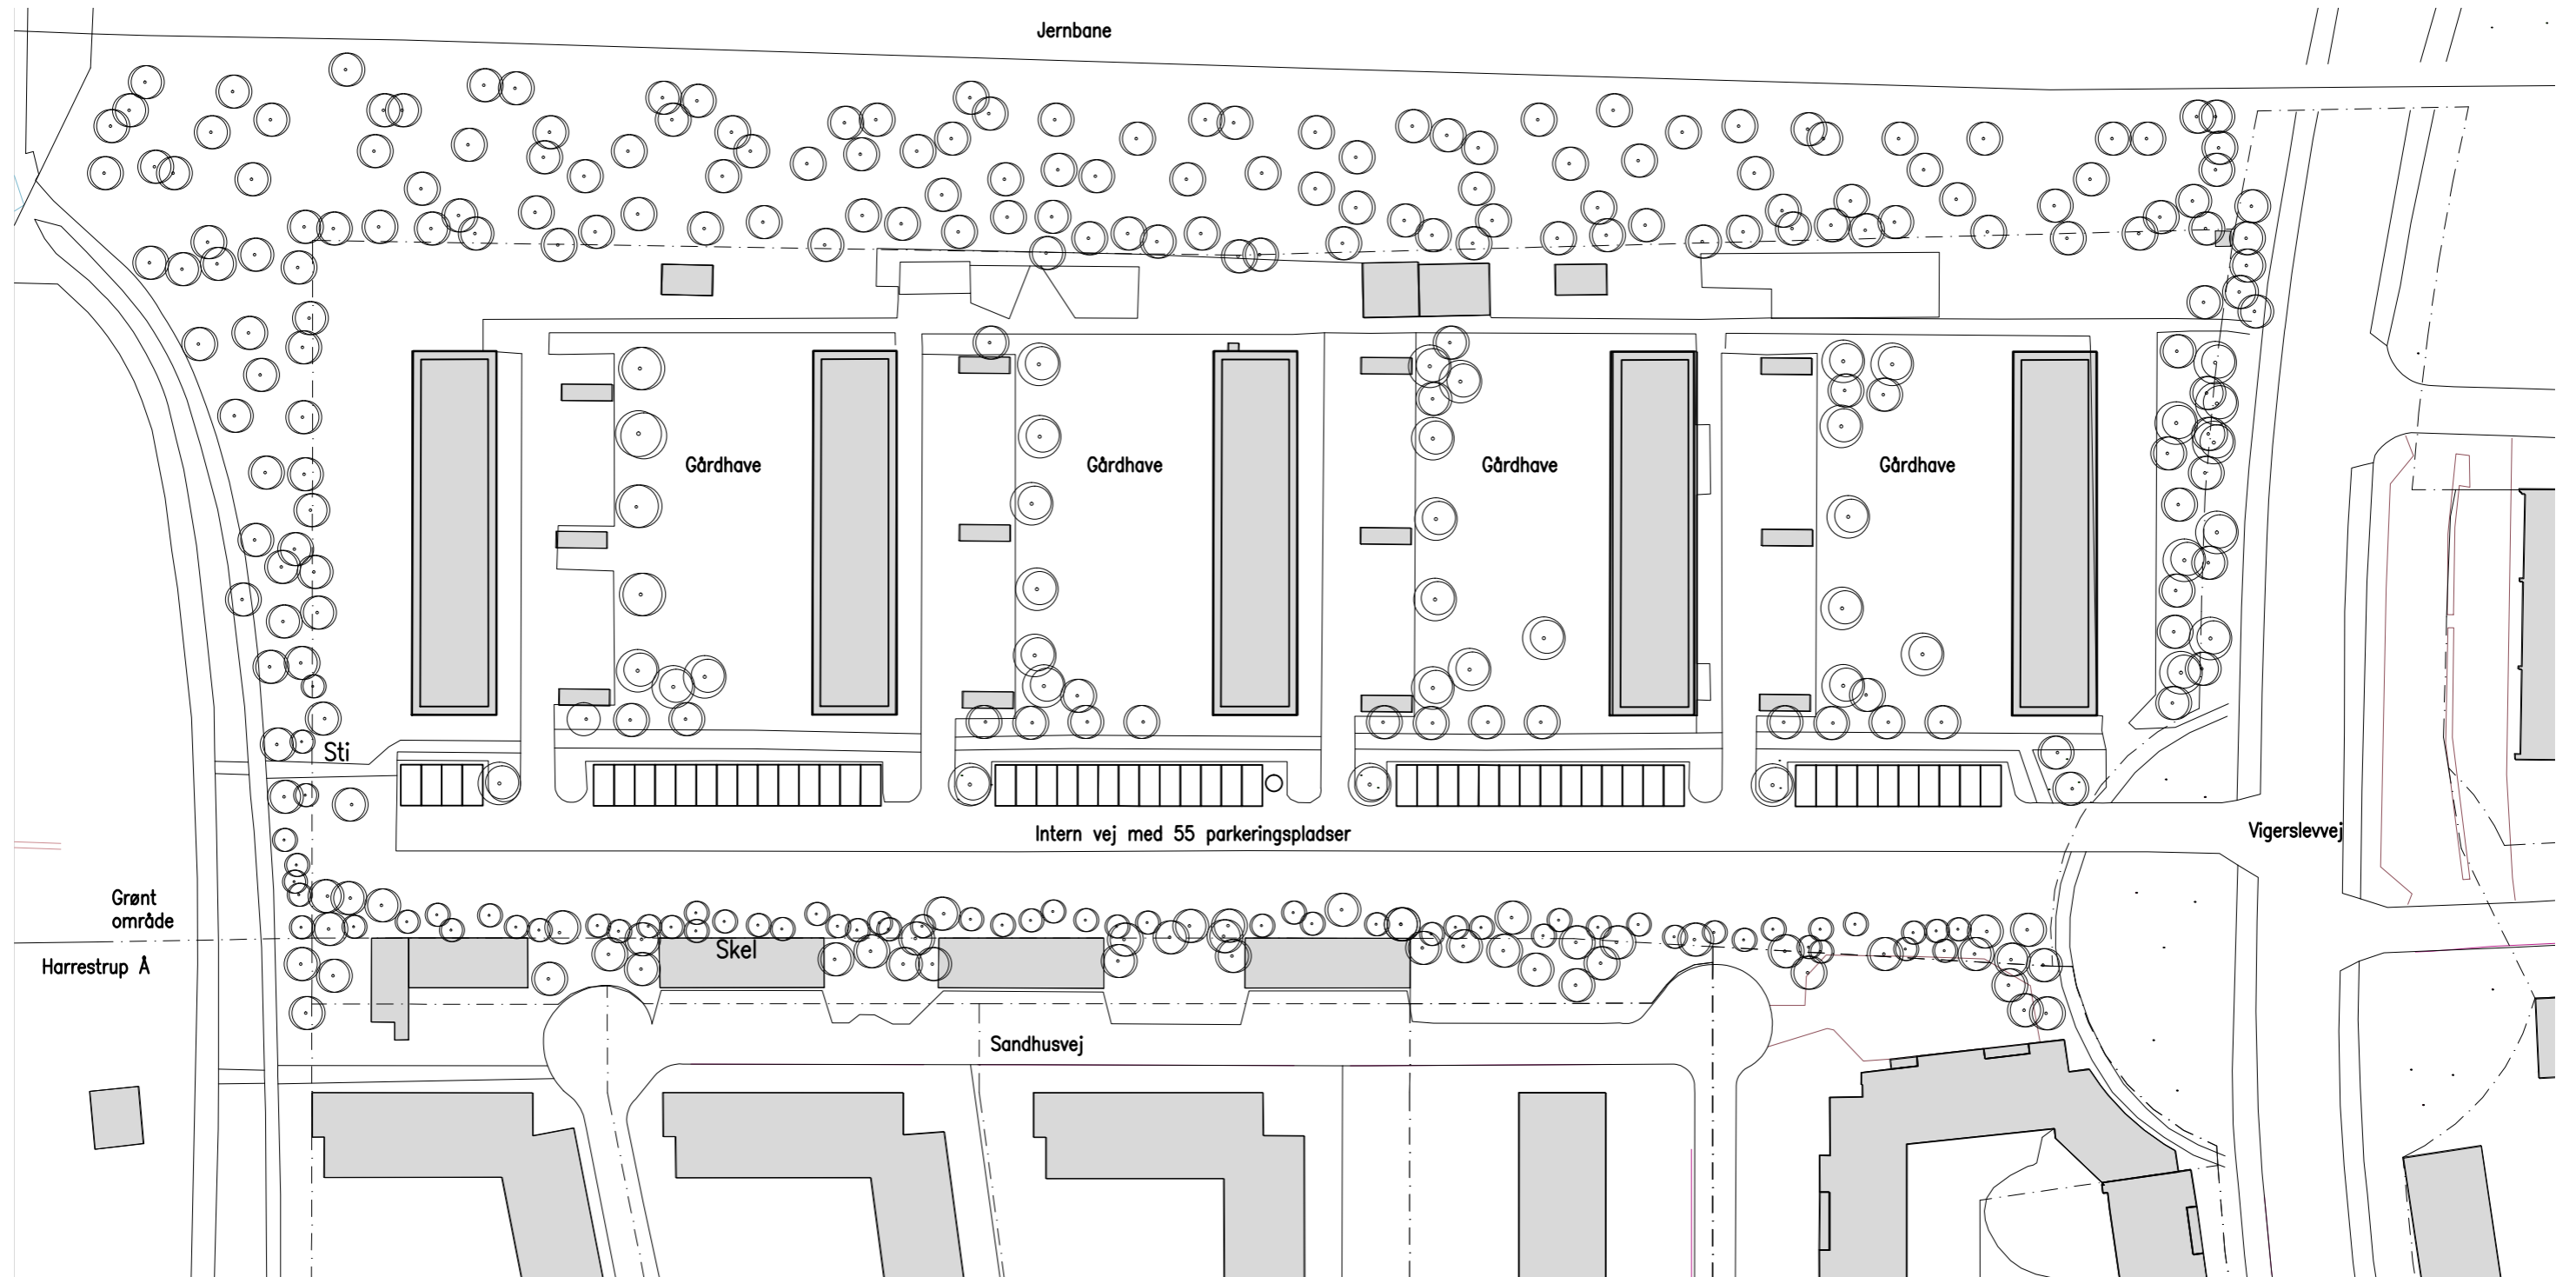 Jernbane
Gårdhave
Gårdhave
Gårdhave
Gårdhave
Sti
Intern vej med 55 parkeringspladser
Vigerslevvej
Grønt
område
Skel
Harrestrup Å
Sandhusvej